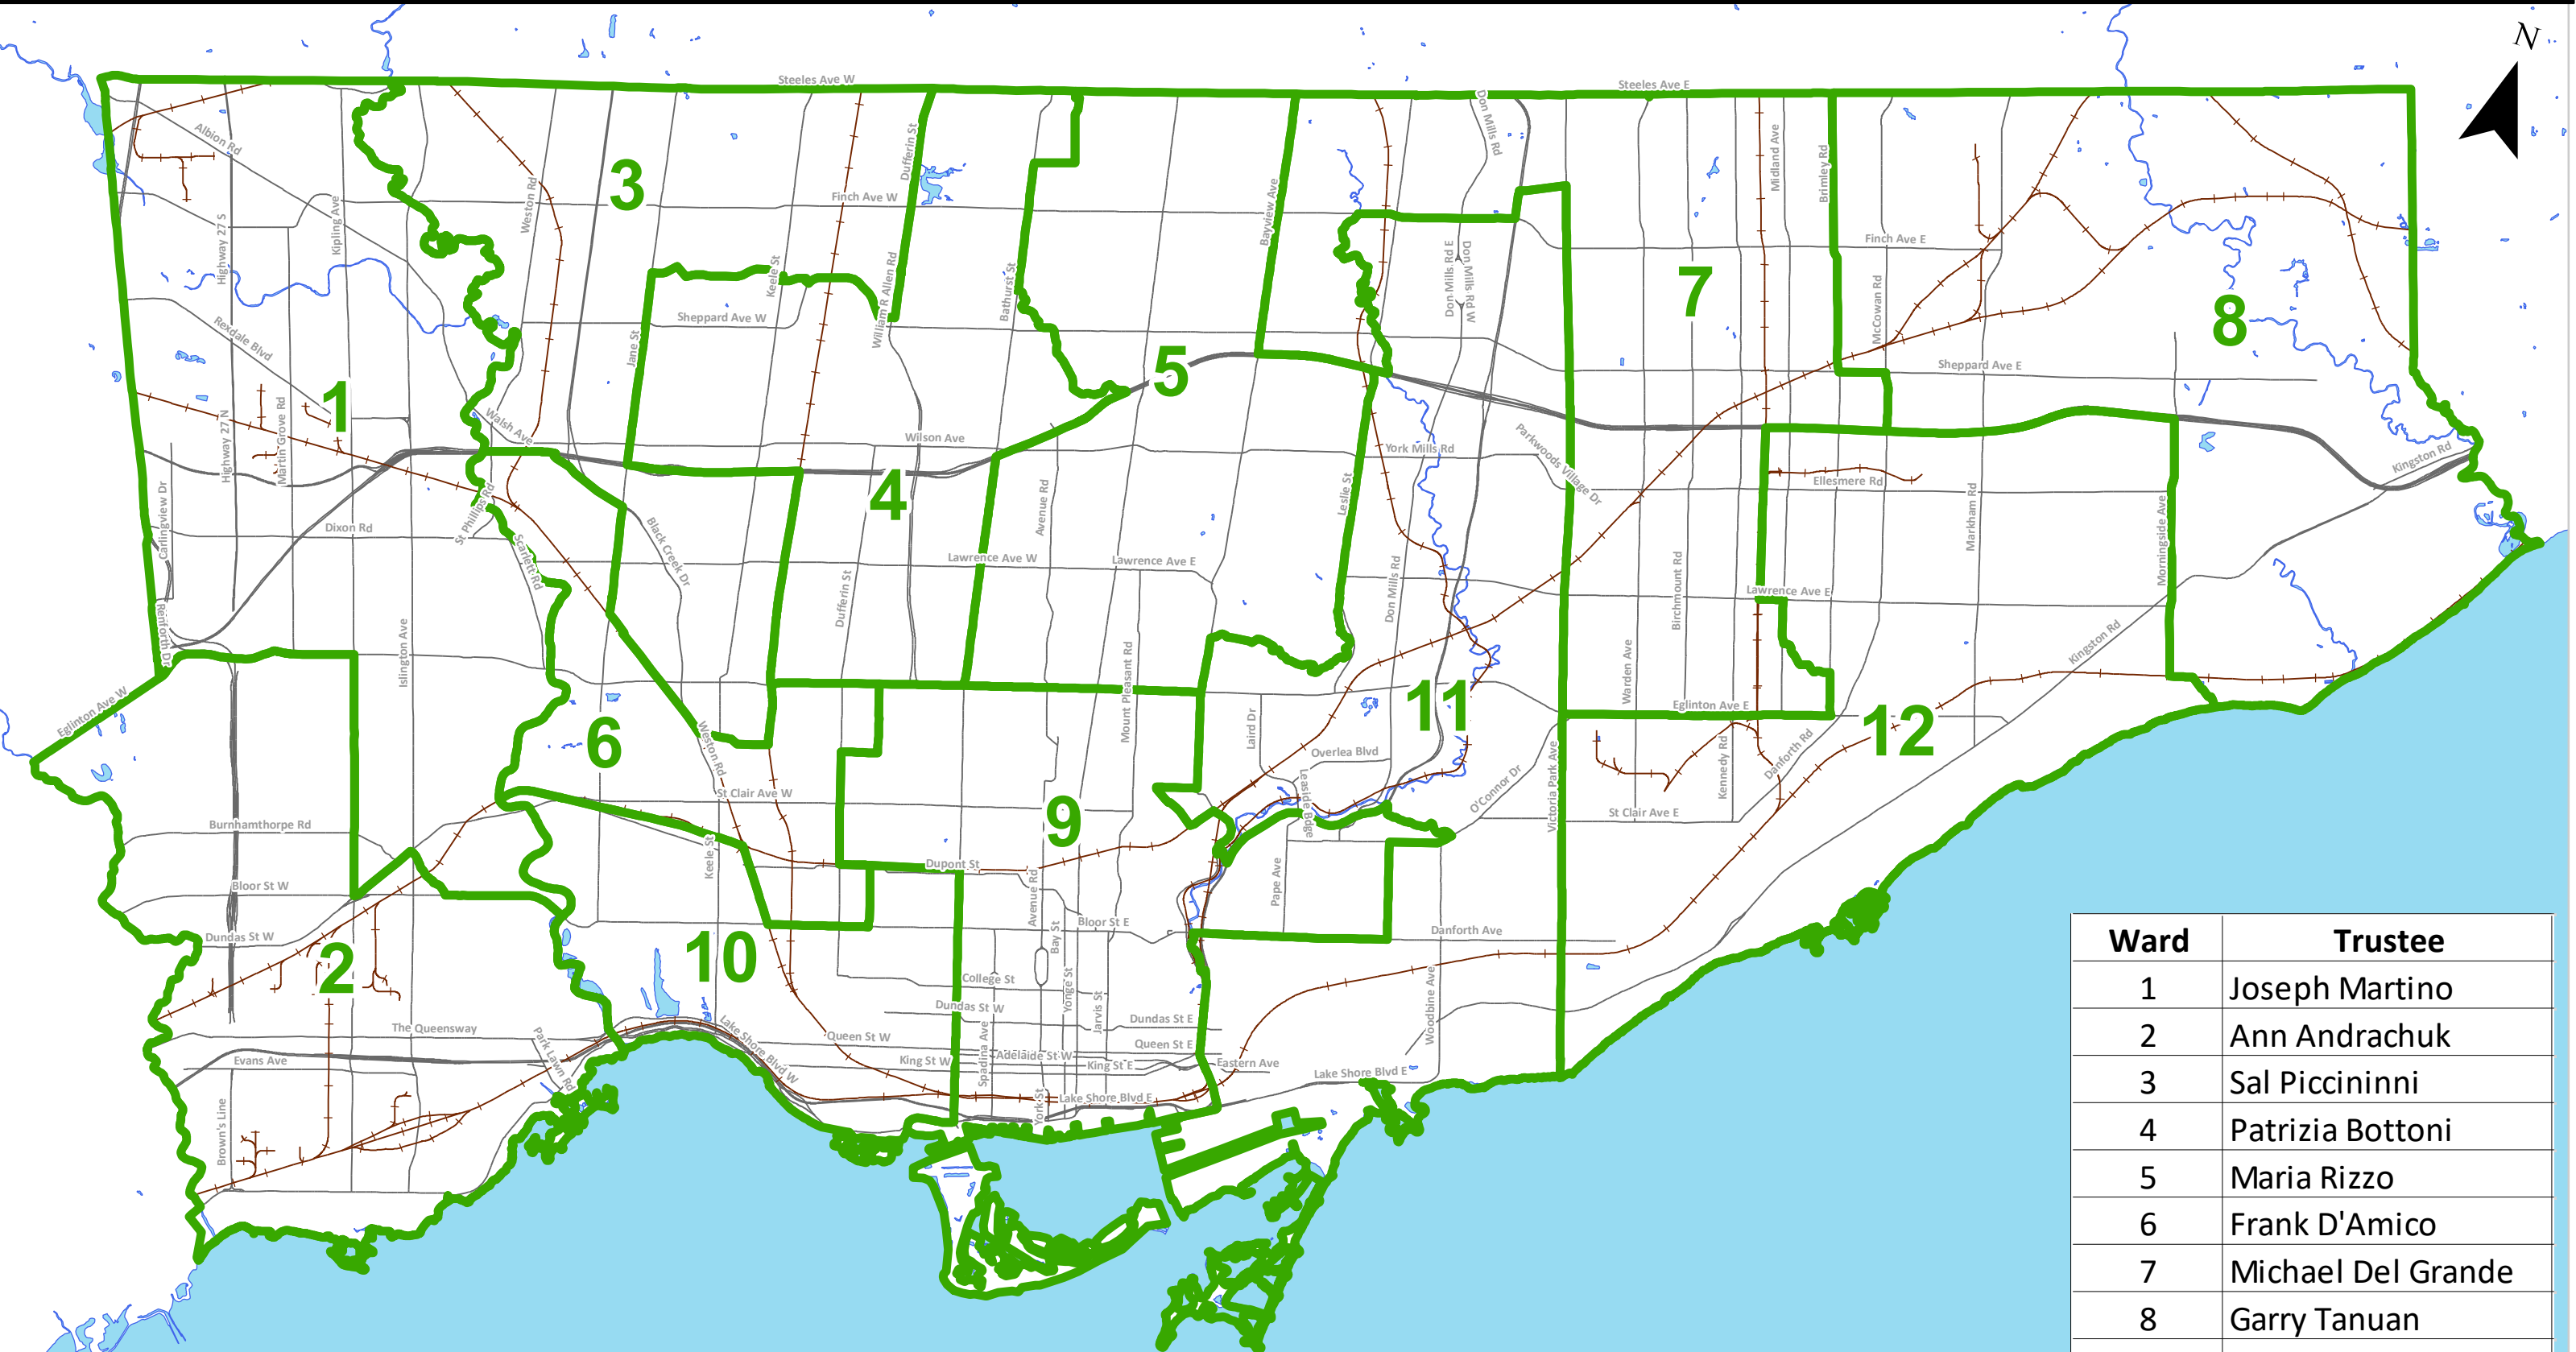 N
Steeles Ave W
Steeles Ave E
Don Mills Rd
Albion Rd
Dufferin St
Midland Ave
Brimley Rd
3
Weston Rd
Finch Ave W
Kipling Ave
Highway 27 S
Bayview Ave
Finch Ave E
Don Mills Rd E
Don Mills Rd W
Keele St
William R Allen Rd
Bathurst St
7
McCowan Rd
8
Rexdale Blvd
Sheppard Ave W
Jane St
5
Sheppard Ave E
1
Martin Grove Rd
Highway 27 N
Walsh Ave
Wilson Ave
York Mills Rd
Parkwoods Village Dr
Kingston Rd
4
Ellesmere Rd
Carlingview Dr
Dixon Rd
St Phillips Rd
Scarlett Rd
Black Creek Dr
Avenue Rd
Leslie St
Markham Rd
Morningside Ave
Lawrence Ave W
Lawrence Ave E
Dufferin St
Don Mills Rd
Birchmount Rd
Lawrence Ave E
Renforth Dr
Islington Ave
Mount Pleasant Rd
Warden Ave
Kingston Rd
Eglinton Ave W
6
Weston Rd
Laird Dr
11
Eglinton Ave E
12
Overlea Blvd
Leaside Bdge
O'Connor Dr
Victoria Park Ave
Kennedy Rd
Danforth Rd
St Clair Ave W
St Clair Ave E
Burnhamthorpe Rd
9
Keele St
Dupont St
Pape Ave
Bloor St W
Avenue Rd
Bay St
Bloor St E
Danforth Ave
Dundas St W
2
10
College St
Yonge St
Jarvis St
Dundas St W
Dundas St E
Woodbine Ave
The Queensway
Park Lawn Rd
Lake Shore Blvd W
Queen St W
Queen St E
Evans Ave
King St W
Spadina Ave
Adelaide St W
King St E
Eastern Ave
Lake Shore Blvd E
York St
Lake Shore Blvd E
Brown's Line
Ward Trustee
1 Joseph Martino
2 Ann Andrachuk
3 Sal Piccininni
4 Patrizia Bottoni
5 Maria Rizzo
6 Frank D'Amico
7 Michael Del Grande
8 Garry Tanuan